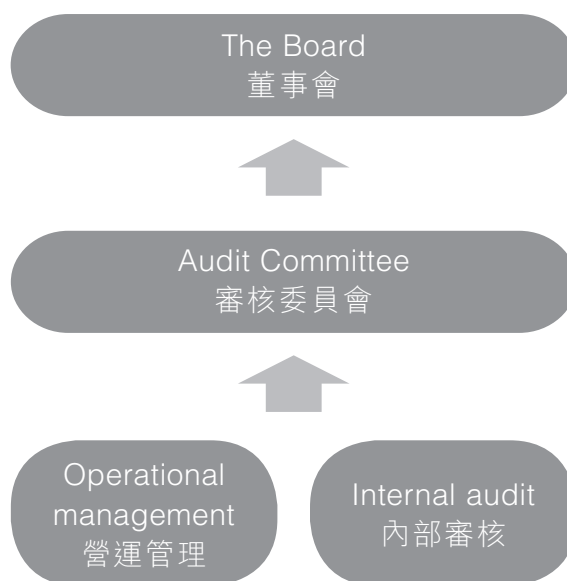 The Board
董事會
Audit Committee
審核委員會
Operational
management
營運管理
Internal audit
內部審核